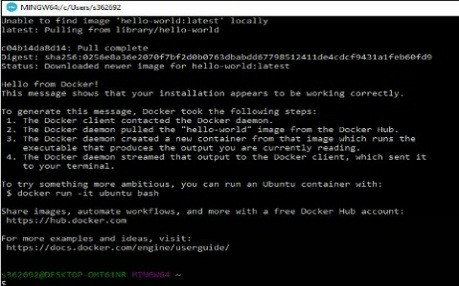 MINGW64:/c/Users/s362692
Unable to find image 'hello-world:latest' locally
latest: Pulling from library/hello-world
c04b14da8d14: Pull complete
Digest: sha256:0256e8a36e2070f7bf2d0b0763dbabdd67798512411de4cdcf9431a1feb60fd9
Status: Downloaded newer image for hello-world:latest
Hello from Docker!
This message shows that your installation appears to be working correctly.
To generate this message, Docker took the following steps:
1. The Docker client contacted the Docker daemon.
2. The Docker daemon pulled the "hello-world" image from the Docker Hub.
3. The Docker daemon created a new container from that image which runs the
executable that produces the output you are currently reading.
4. The Docker daemon streamed that output to the Docker client, which sent it
to your terminal.
To try something more ambitious, you can run an Ubuntu container with:
$ docker run -it ubuntu bash
Share images, automate workflows, and more with a free Docker Hub account:
https://hub.docker.com
For more examples and ideas, visit:
https://docs.docker.com/engine/userguide/
s362692@DESKTOP-OMT61NR MINGW64 ~
$